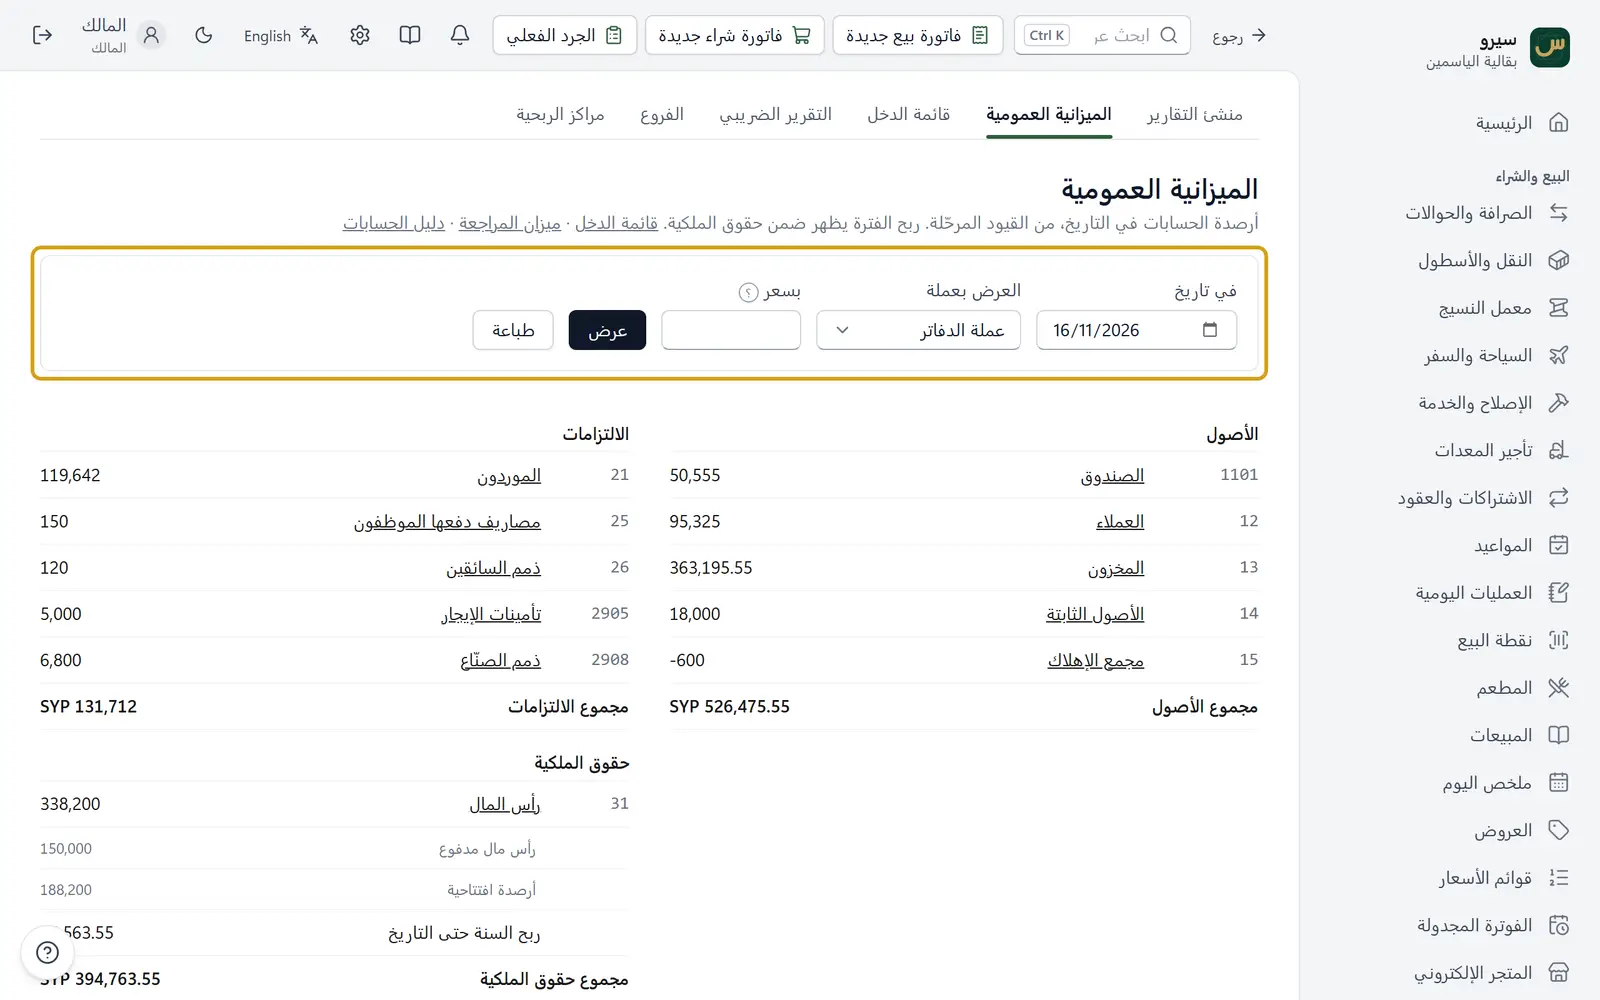 سيرو
بقالية الياسمين
رجوع
ابحث عر
Ctrl K
فاتورة بيع جديدة
فاتورة شراء جديدة
الجرد الفعلي
English
المالك
المالك
الرئيسية
البيع والشراء
الصرافة والحوالات
النقل والأسطول
معمل النسيج
السياحة والسفر
الإصلاح والخدمة
تأجير المعدات
الاشتراكات والعقود
المواعيد
العمليات اليومية
نقطة البيع
المطعم
المبيعات
ملخص اليوم
العروض
قوائم الأسعار
الفوترة المجدولة
المتجر الإلكتروني
منشئ التقارير
الميزانية العمومية
قائمة الدخل
التقرير الضريبي
الفروع
مراكز الربحية
الميزانية العمومية
أرصدة الحسابات في التاريخ، من القيود المرحّلة. ربح الفترة يظهر ضمن حقوق الملكية. قائمة الدخل · ميزان المراجعة · دليل الحسابات
في تاريخ
16/11/2026
العرض بعملة
عملة الدفاتر
بسعر ؟
عرض
طباعة
الأصول
1101 الصندوق 50,555
12 العملاء 95,325
13 المخزون 363,195.55
14 الأصول الثابتة 18,000
15 مجمع الإهلاك -600
مجموع الأصول SYP 526,475.55
الالتزامات
21 الموردون 119,642
25 مصاريف دفعها الموظفون 150
26 ذمم السائقين 120
2905 تأمينات الإيجار 5,000
2908 ذمم الصنّاع 6,800
مجموع الالتزامات SYP 131,712
حقوق الملكية
31 رأس المال 338,200
رأس مال مدفوع 150,000
أرصدة افتتاحية 188,200
ربح السنة حتى التاريخ 563.55
مجموع حقوق الملكية SYP 394,763.55